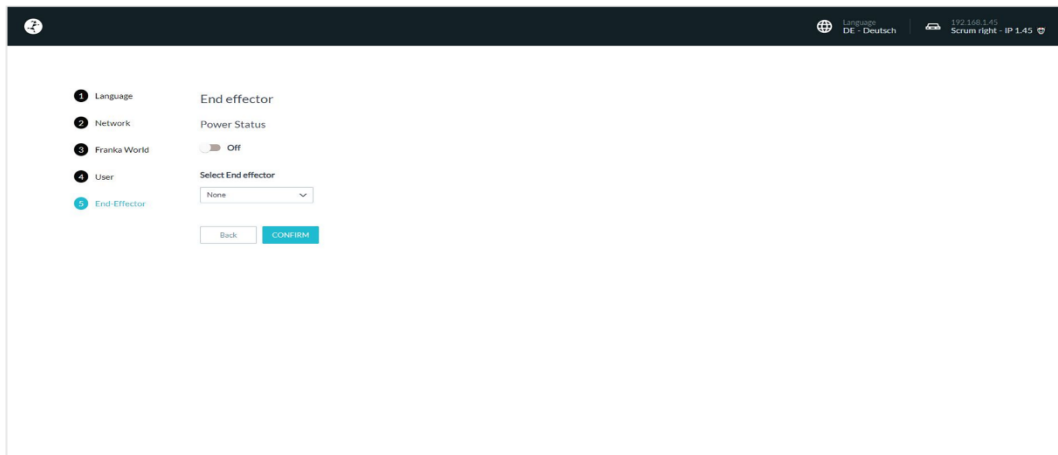 Language
DE - Deutsch
192.168.1.45
Scrum right - IP 1.45
1 Language
2 Network
3 Franka World
4 User
5 End-Effector
End effector
Power Status
Off
Select End effector
None
Back
CONFIRM